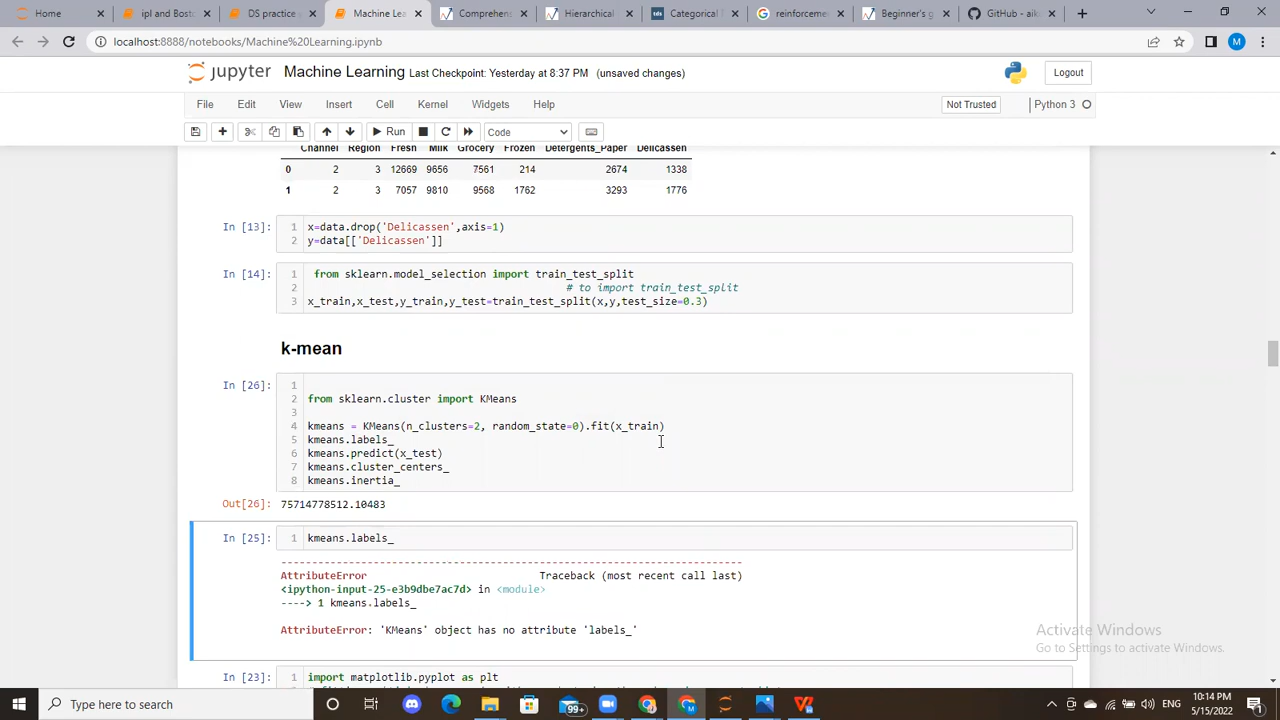 Home
ipl and Bosto
DS practice q
Machine Lea
Comprehens
Hierarchical
tds Categorical
reinforceme
Beginner's g
GitHub - aik
localhost:8888/notebooks/Machine%20Learning.ipynb
M
jupyter Machine Learning Last Checkpoint: Yesterday at 8:37 PM (unsaved changes)
Logout
File Edit View Insert Cell Kernel Widgets Help
Not Trusted Python 3
Run Code
Channel Region Fresh Milk Grocery Frozen Detergents_Paper Delicassen
0 2 3 12669 9656 7561 214 2674 1338
1 2 3 7057 9810 9568 1762 3293 1776
In [13]: 1 x=data.drop('Delicassen',axis=1)
2 y=data[['Delicassen']]
In [14]: 1 from sklearn.model_selection import train_test_split
2 # to import train_test_split
3 x_train,x_test,y_train,y_test=train_test_split(x,y,test_size=0.3)
k-mean
In [26]: 1
2 from sklearn.cluster import KMeans
3
4 kmeans = KMeans(n_clusters=2, random_state=0).fit(x_train)
5 kmeans.labels_
6 kmeans.predict(x_test)
7 kmeans.cluster_centers_
8 kmeans.inertia_
Out[26]: 75714778512.10483
In [25]: 1 kmeans.labels_
---------------------------------------------------------------------------
AttributeError Traceback (most recent call last)
<ipython-input-25-e3b9dbe7ac7d> in <module>
----> 1 kmeans.labels_
AttributeError: 'KMeans' object has no attribute 'labels_'
Activate Windows
Go to Settings to activate Windows.
In [23]: 1 import matplotlib.pyplot as plt
Type here to search
99+
ENG
10:14 PM
5/15/2022